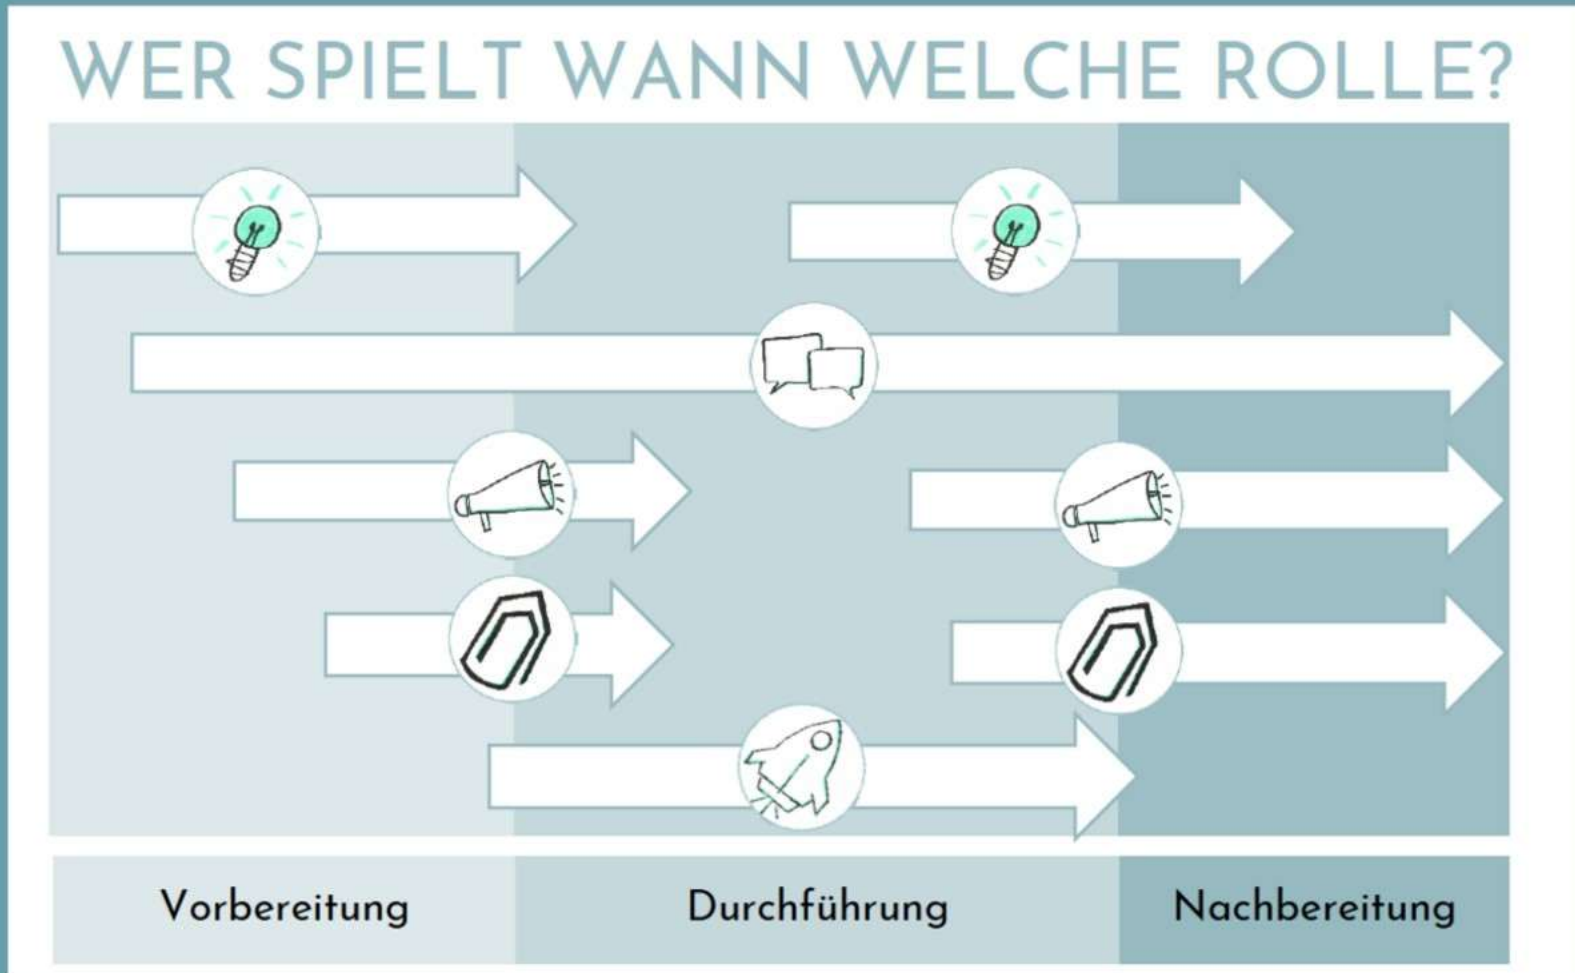 WER SPIELT WANN WELCHE ROLLE?
Vorbereitung
Durchführung
Nachbereitung